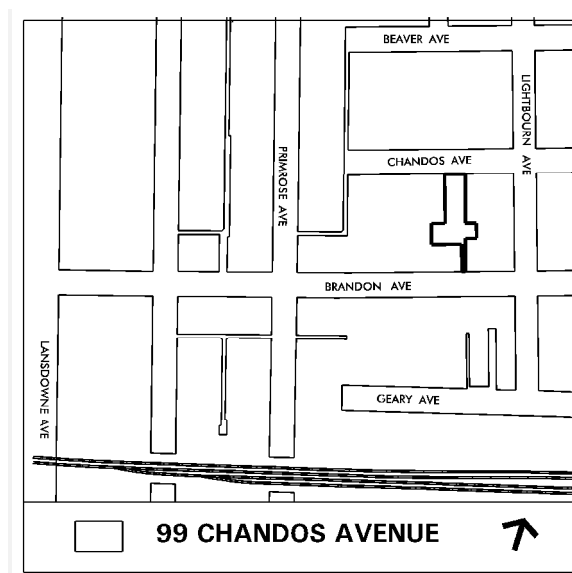 BEAVER AVE
LIGHTBOURN AVE
CHANDOS AVE
PRIMROSE AVE
BRANDON AVE
LANSDOWNE AVE
GEARY AVE
99 CHANDOS AVENUE